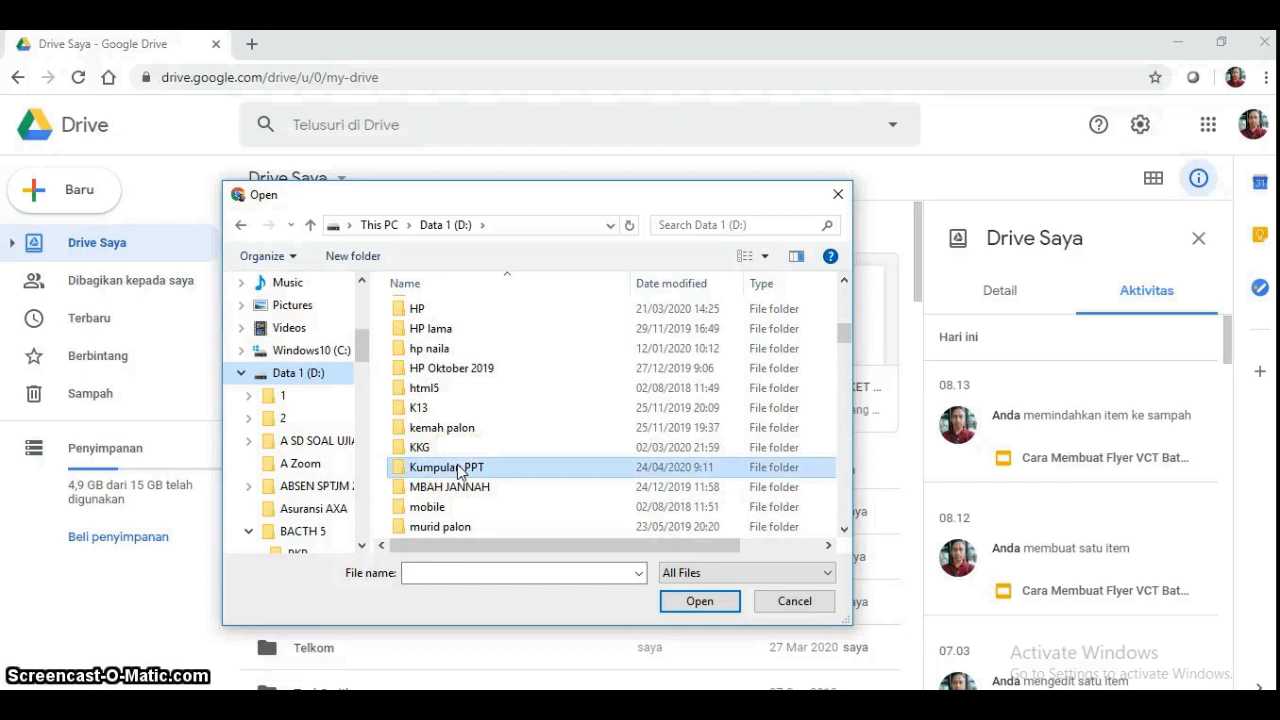 Drive Saya - Google Drive
drive.google.com/drive/u/0/my-drive
Drive
Telusuri di Drive
Baru
Drive Saya
Dibagikan kepada saya
Terbaru
Berbintang
Sampah
Penyimpanan
4,9 GB dari 15 GB telah
digunakan
Beli penyimpanan
Drive Saya
Open
This PC > Data 1 (D:) >
Search Data 1 (D:)
Organize
New folder
Music
Pictures
Videos
Windows10 (C:)
Data 1 (D:)
1
2
A SD SOAL UJIA
A Zoom
ABSEN SPTJM 2
Asuransi AXA
BACTH 5
PKP
Name Date modified Type
HP 21/03/2020 14:25 File folder
HP lama 29/11/2019 16:49 File folder
hp naila 12/01/2020 10:12 File folder
HP Oktober 2019 27/12/2019 9:06 File folder
html5 02/08/2018 11:49 File folder
K13 25/11/2019 20:09 File folder
kemah palon 25/11/2019 19:37 File folder
KKG 02/03/2020 21:59 File folder
Kumpulan PPT 24/04/2020 9:11 File folder
MBAH JANNAH 24/12/2019 11:58 File folder
mobile 02/08/2018 11:51 File folder
murid palon 23/05/2019 20:20 File folder
File name:
All Files
Open
Cancel
KET ...
Telkom saya 27 Mar 2020 saya
Drive Saya
Detail
Aktivitas
Hari ini
08.13
Anda memindahkan item ke sampah
Cara Membuat Flyer VCT Bat...
08.12
Anda membuat satu item
Cara Membuat Flyer VCT Bat...
07.03
Anda mengedit satu item
Activate Windows
Go to Settings to activate Windows.
Screencast-O-Matic.com